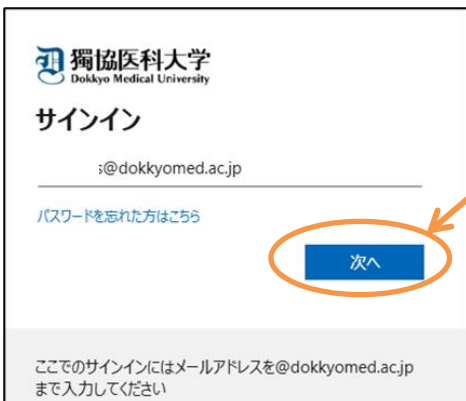 獨協医科大学
Dokkyo Medical University
サインイン
s@dokkyomed.ac.jp
パスワードを忘れた方はこちら
次へ
ここでのサインインにはメールアドレスを@dokkyomed.ac.jp
まで入力してください